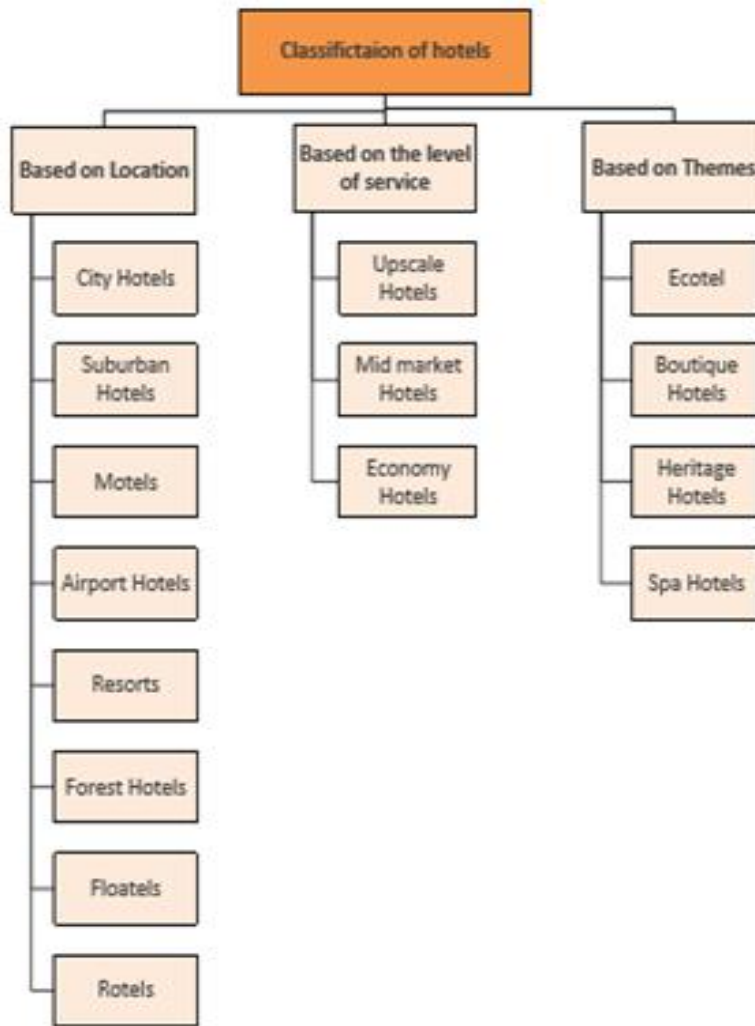 Classifictaion of hotels
Based on Location
Based on the level
of service
Based on Themes
City Hotels
Suburban
Hotels
Motels
Airport Hotels
Resorts
Forest Hotels
Floatels
Rotels
Upscale
Hotels
Mid market
Hotels
Economy
Hotels
Ecotel
Boutique
Hotels
Heritage
Hotels
Spa Hotels